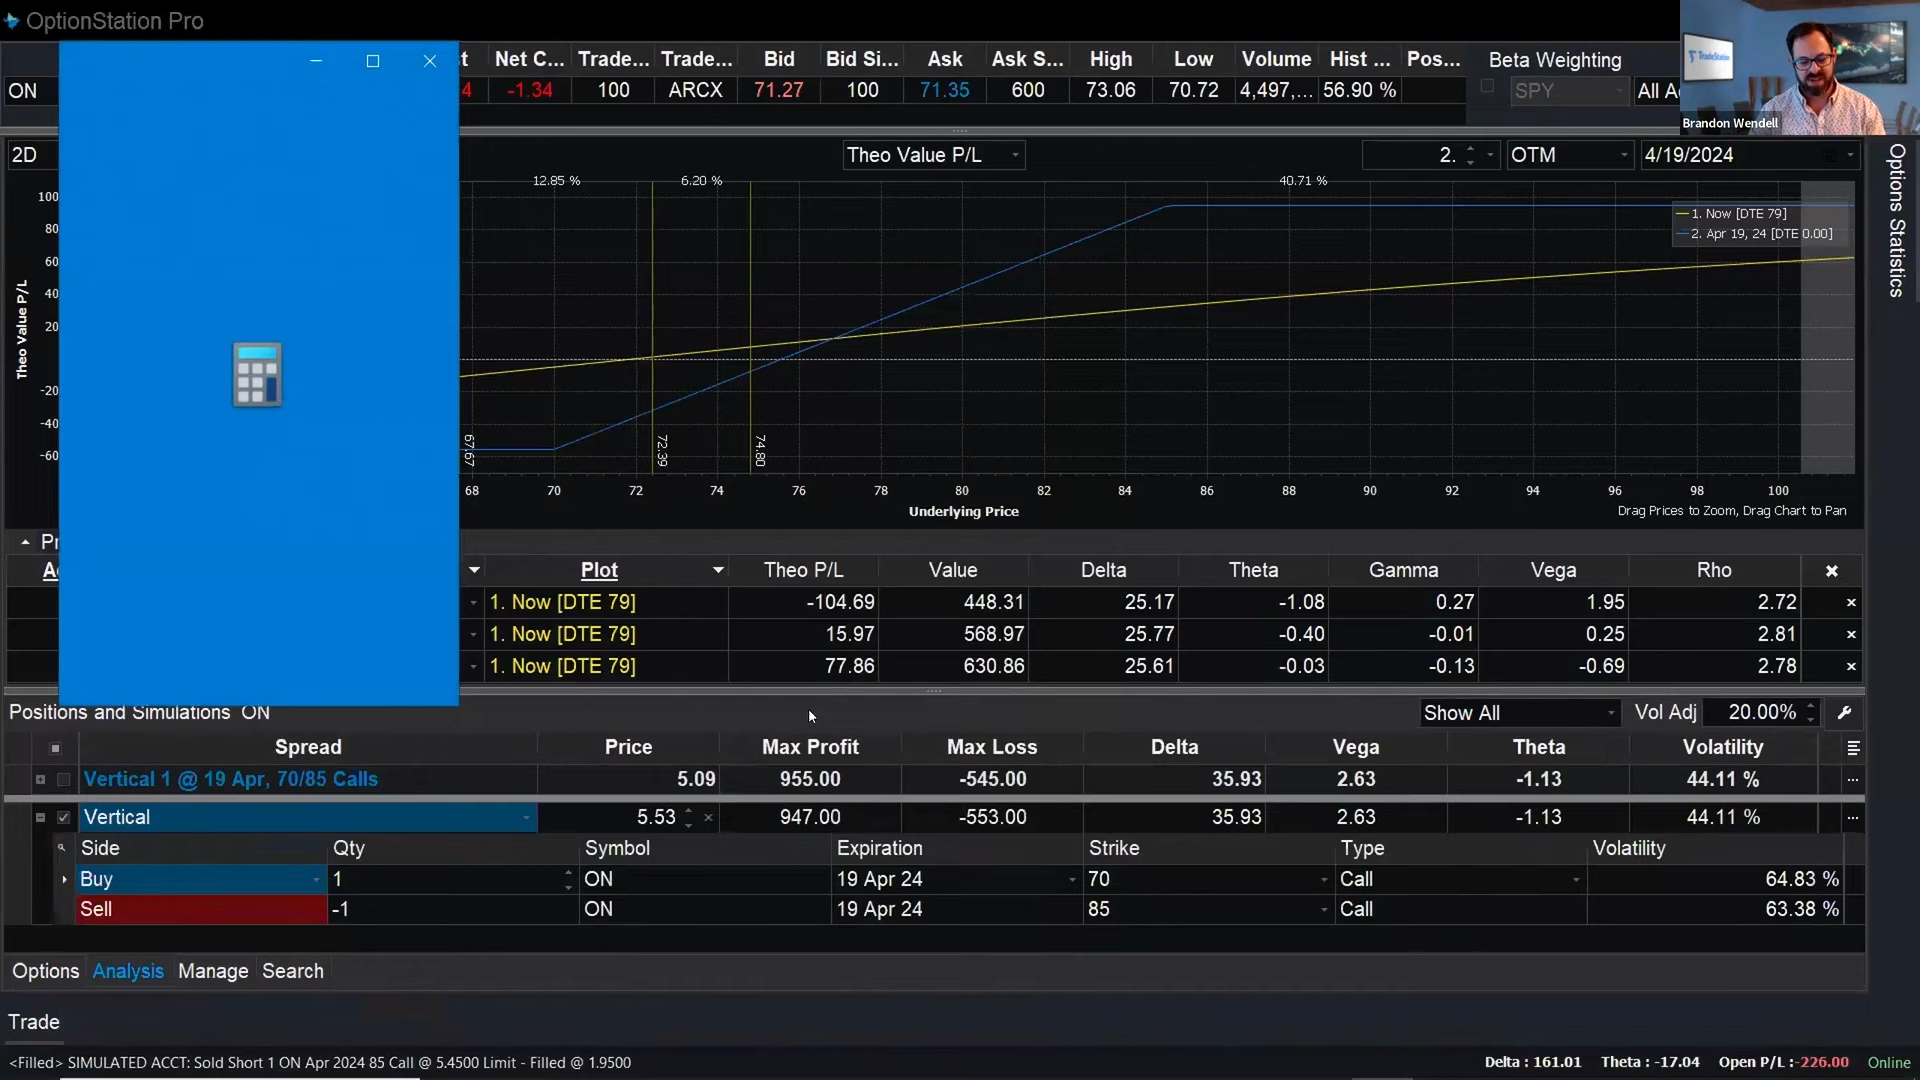 OptionStation Pro
t Net C... Trade... Trade... Bid Bid Si... Ask Ask S... High Low Volume Hist ... Pos... Beta Weighting
ON 4 -1.34 100 ARCX 71.27 100 71.35 600 73.06 70.72 4,497,... 56.90 % SPY All A
TradeStation
Brandon Wendell
2D Theo Value P/L 2. OTM 4/19/2024
12.85 % 6.20 % 40.71 %
Options Statistics
1. Now [DTE 79]
2. Apr 19, 24 [DTE 0.00]
Theo Value P/L
100
80
60
40
20
-20
-40
-60
67.67 72.39 74.80
68 70 72 74 76 78 80 82 84 86 88 90 92 94 96 98 100
Underlying Price
Drag Prices to Zoom, Drag Chart to Pan
Pr
Plot Theo P/L Value Delta Theta Gamma Vega Rho
1. Now [DTE 79] -104.69 448.31 25.17 -1.08 0.27 1.95 2.72
1. Now [DTE 79] 15.97 568.97 25.77 -0.40 -0.01 0.25 2.81
1. Now [DTE 79] 77.86 630.86 25.61 -0.03 -0.13 -0.69 2.78
Positions and Simulations ON Show All Vol Adj 20.00%
Spread Price Max Profit Max Loss Delta Vega Theta Volatility
Vertical 1 @ 19 Apr, 70/85 Calls 5.09 955.00 -545.00 35.93 2.63 -1.13 44.11 % ...
Vertical 5.53 947.00 -553.00 35.93 2.63 -1.13 44.11 % ...
Side Qty Symbol Expiration Strike Type Volatility
Buy 1 ON 19 Apr 24 70 Call 64.83 %
Sell -1 ON 19 Apr 24 85 Call 63.38 %
Options Analysis Manage Search
Trade
<Filled> SIMULATED ACCT: Sold Short 1 ON Apr 2024 85 Call @ 5.4500 Limit - Filled @ 1.9500 Delta : 161.01 Theta : -17.04 Open P/L :-226.00 Online